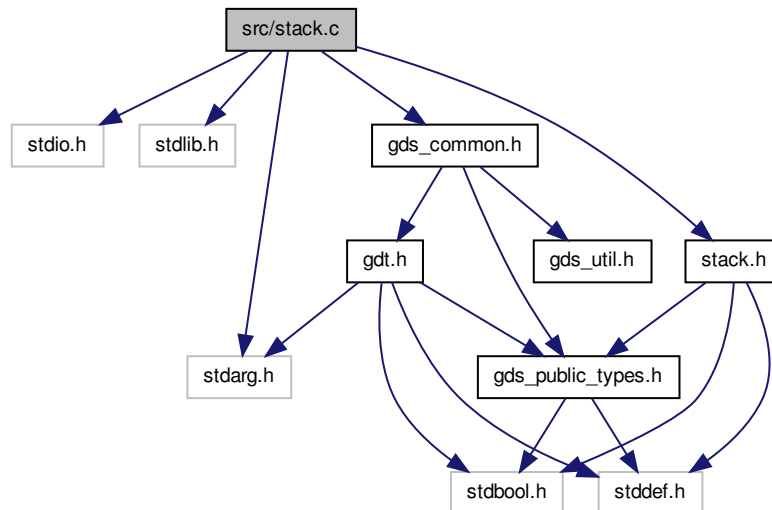 src/stack.c
stdio.h
stdlib.h
gds_common.h
gdt.h
gds_util.h
stack.h
stdarg.h
gds_public_types.h
stdbool.h
stddef.h